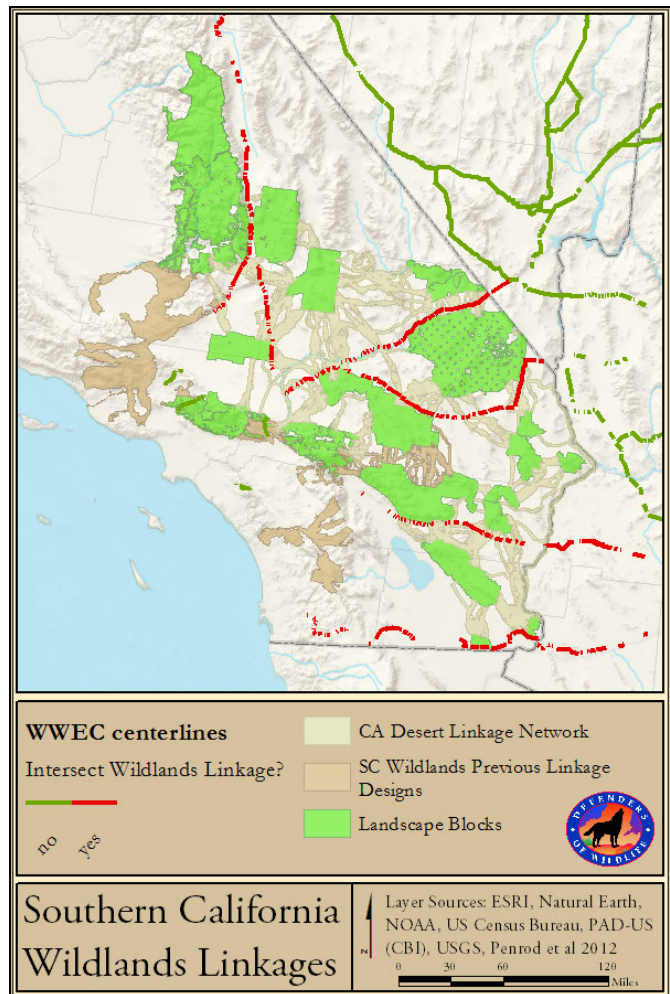 WWEC centerlines
Intersect Wildlands Linkage?
no yes
CA Desert Linkage Network
SC Wildlands Previous Linkage
Designs
Landscape Blocks
DEFENDERS
OF WILDLIFE
Southern California
Wildlands Linkages
N
Layer Sources: ESRI, Natural Earth,
NOAA, US Census Bureau, PAD-US
(CBI), USGS, Penrod et al 2012
0 30 60 120
Miles